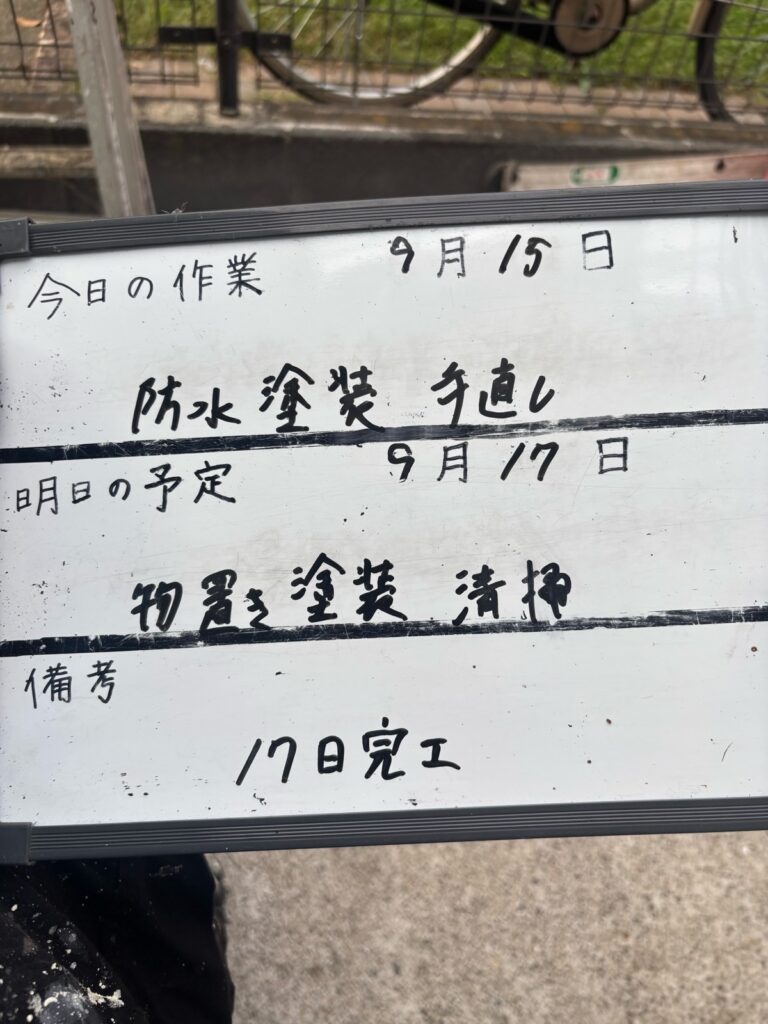 今日の作業 9月15日
防水塗装 手直し
明日の予定 9月17日
物置き塗装 清掃
備考
17日完工